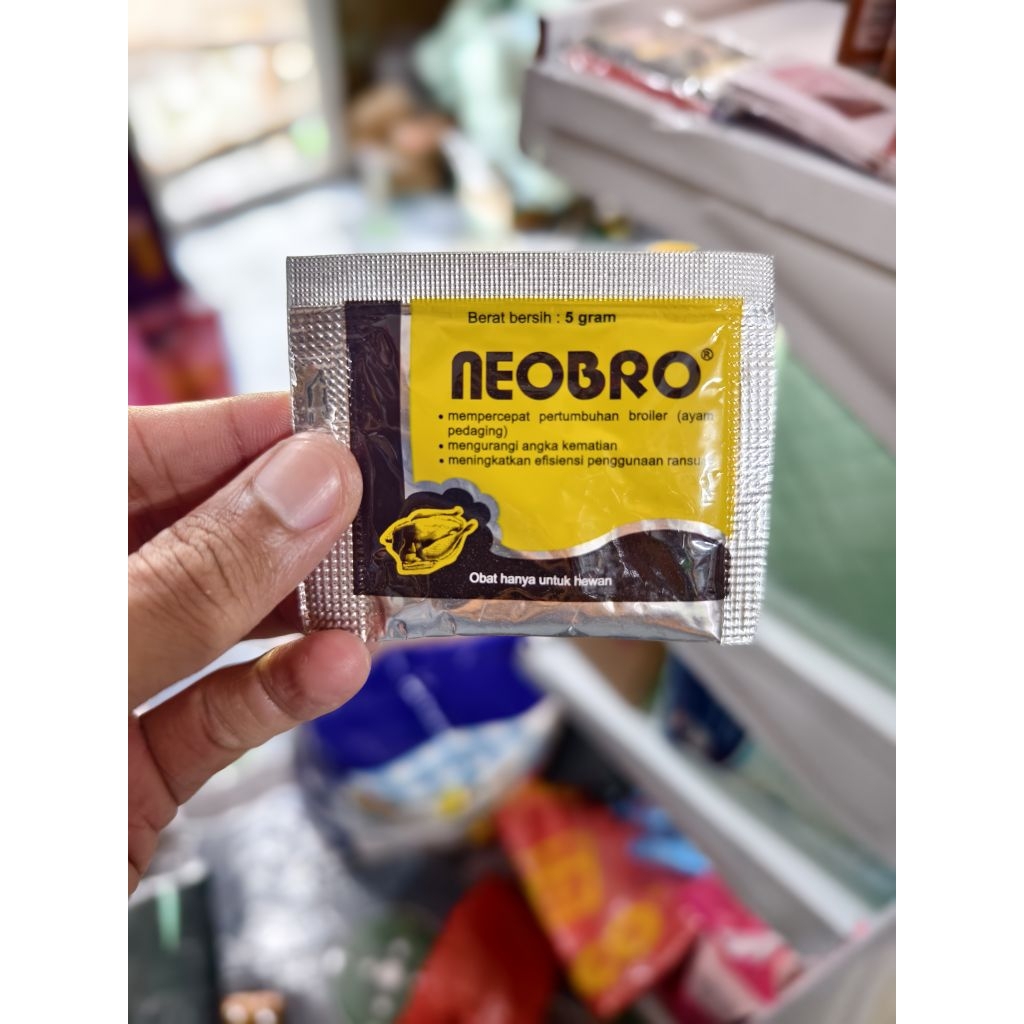 Berat bersih : 5 gram
NEOBRO®
• mempercepat pertumbuhan broiler (ayam
pedaging)
• mengurangi angka kematian
• meningkatkan efisiensi penggunaan
Obat hanya untuk hewan